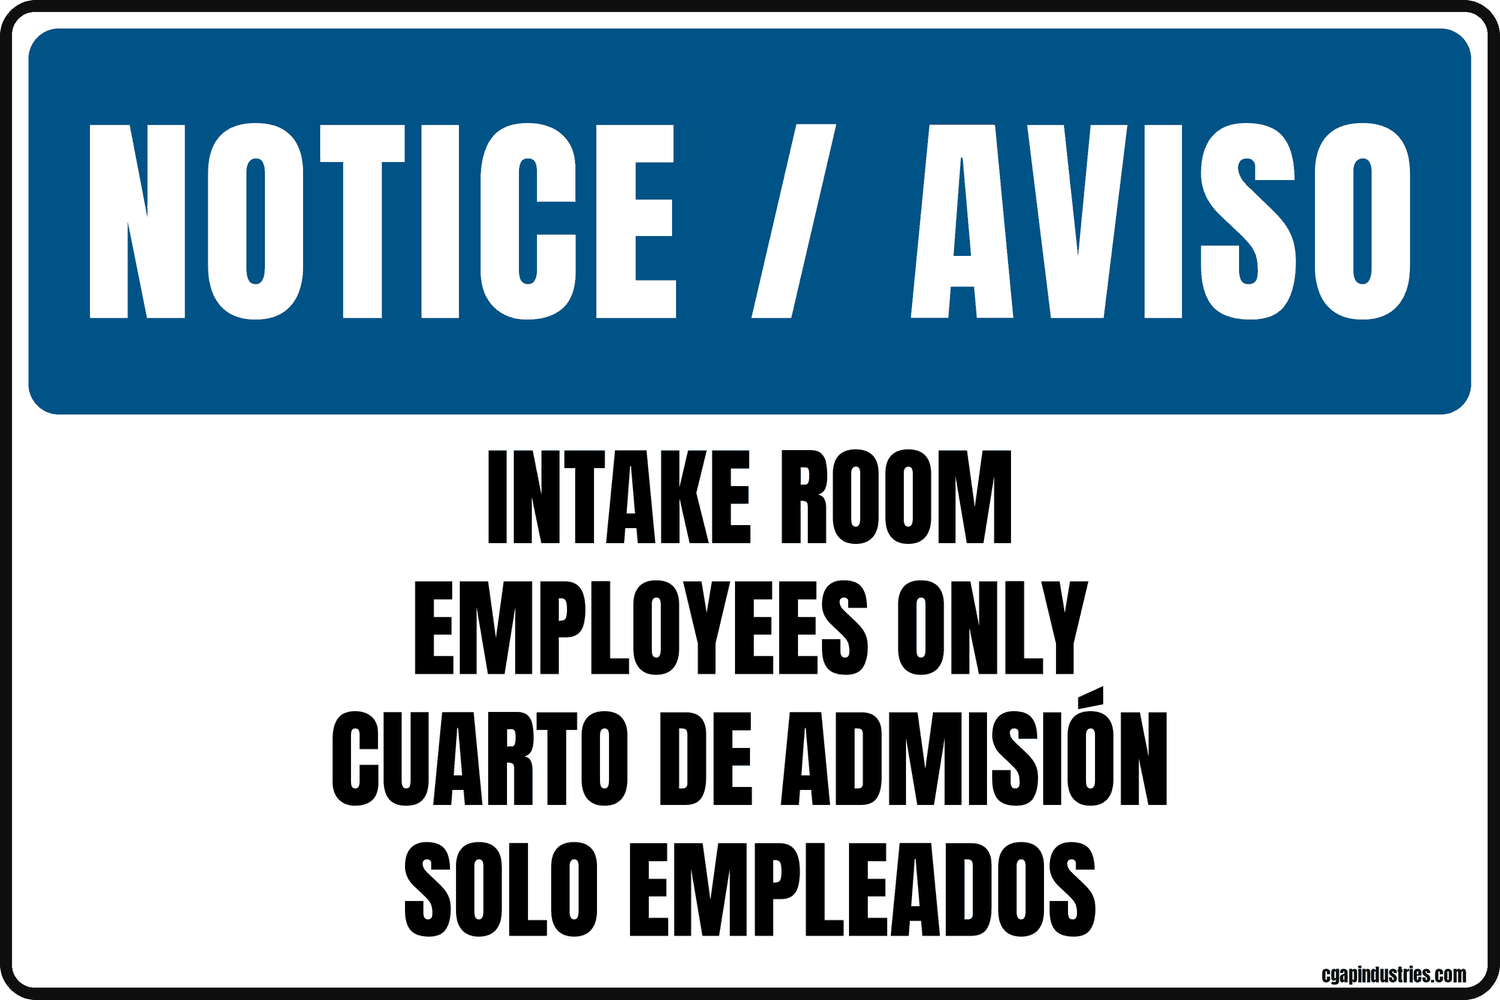 NOTICE / AVISO
INTAKE ROOM
EMPLOYEES ONLY
CUARTO DE ADMISIÓN
SOLO EMPLEADOS
cgapindustries.com